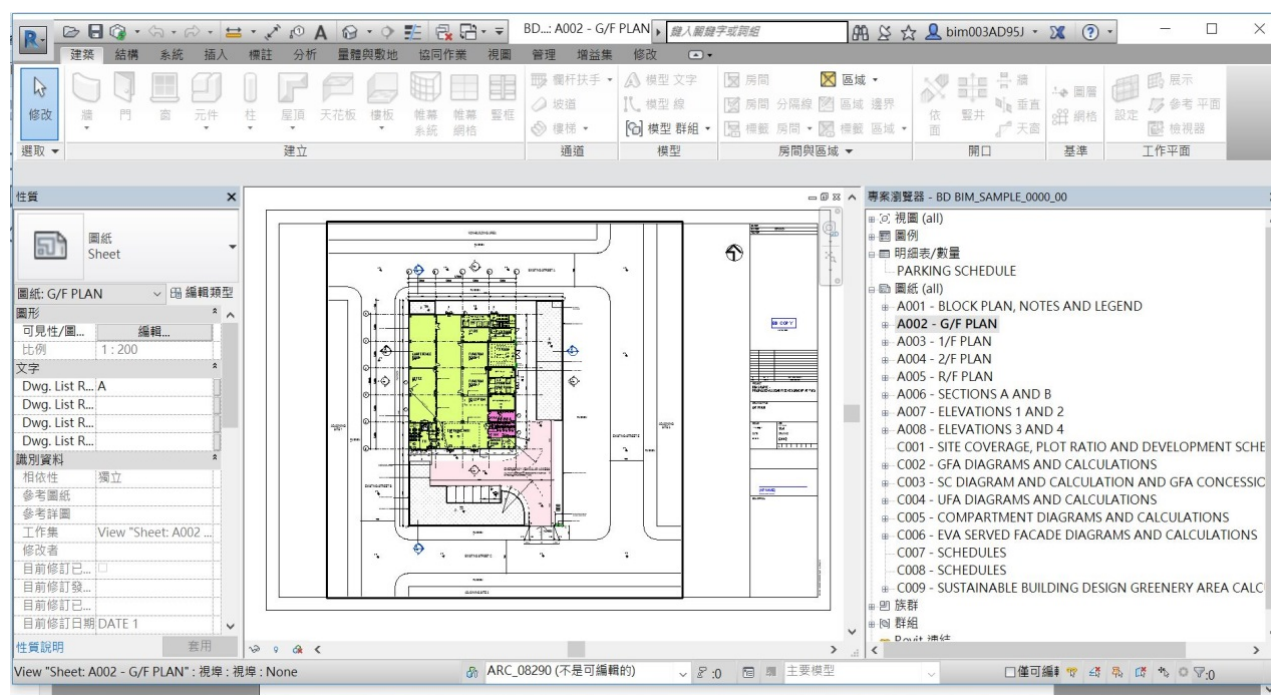 BD...: A002 - G/F PLAN 鍵入關鍵字或詞組 bim003AD95J
建築 結構 系統 插入 標註 分析 量體與敷地 協同作業 視圖 管理 增益集 修改
欄杆扶手 模型 文字 房間 區域 牆 展示
坡道 模型 線 房間 分隔線 區域 邊界 垂直 圖層 參考 平面
修改 牆 門 窗 元件 柱 屋頂 天花板 樓板 帷幕 系統 帷幕 網格 豎框 樓梯 模型 群組 標籤 房間 標籤 區域 依 面 豎井 天窗 網格 設定 檢視器
選取 建立 通道 模型 房間與區域 開口 基準 工作平面
性質
圖紙
Sheet
圖紙: G/F PLAN 編輯類型
圖形
可見性/圖... 編輯...
比例 1 : 200
文字
Dwg. List R... A
Dwg. List R...
Dwg. List R...
Dwg. List R...
識別資料
相依性 獨立
參考圖紙
參考詳圖
工作集 View "Sheet: A002 ...
修改者
目前修訂已...
目前修訂發...
目前修訂已...
目前修訂日期 DATE 1
性質說明 套用
BD COPY
專案瀏覽器 - BD BIM_SAMPLE_0000_00
視圖 (all)
圖例
明細表/數量
PARKING SCHEDULE
圖紙 (all)
A001 - BLOCK PLAN, NOTES AND LEGEND
A002 - G/F PLAN
A003 - 1/F PLAN
A004 - 2/F PLAN
A005 - R/F PLAN
A006 - SECTIONS A AND B
A007 - ELEVATIONS 1 AND 2
A008 - ELEVATIONS 3 AND 4
C001 - SITE COVERAGE, PLOT RATIO AND DEVELOPMENT SCHE
C002 - GFA DIAGRAMS AND CALCULATIONS
C003 - SC DIAGRAM AND CALCULATION AND GFA CONCESSIO
C004 - UFA DIAGRAMS AND CALCULATIONS
C005 - COMPARTMENT DIAGRAMS AND CALCULATIONS
C006 - EVA SERVED FACADE DIAGRAMS AND CALCULATIONS
C007 - SCHEDULES
C008 - SCHEDULES
C009 - SUSTAINABLE BUILDING DESIGN GREENERY AREA CALC
族群
群組
Revit 連結
View "Sheet: A002 - G/F PLAN" : 視埠 : 視埠 : None ARC_08290 (不是可編輯的) :0 主要模型 僅可編輯 :0